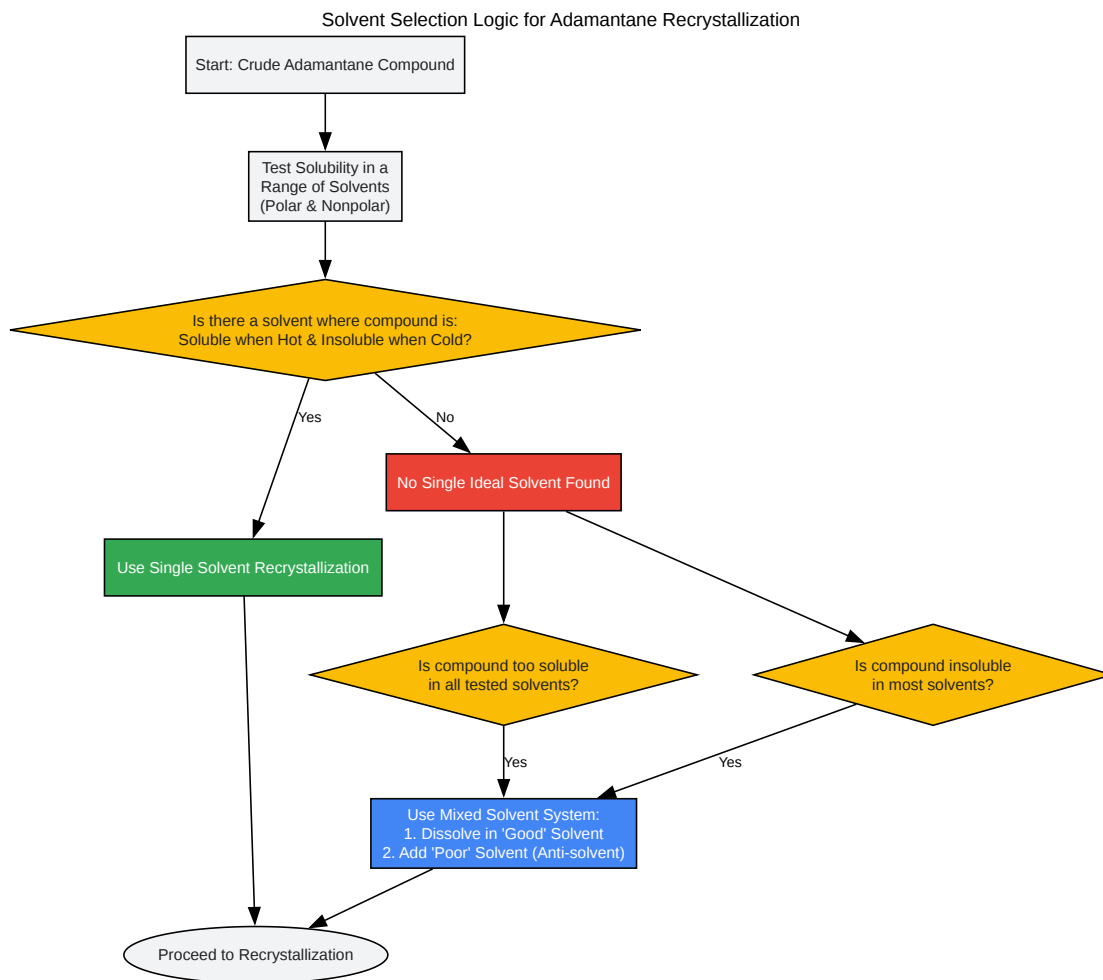 Solvent Selection Logic for Adamantane Recrystallization
Start: Crude Adamantane Compound
Test Solubility in a
Range of Solvents
(Polar & Nonpolar)
Is there a solvent where compound is:
Soluble when Hot & Insoluble when Cold?
Yes
No
No Single Ideal Solvent Found
Use Single Solvent Recrystallization
Is compound too soluble
in all tested solvents?
Is compound insoluble
in most solvents?
Yes
Yes
Use Mixed Solvent System:
1. Dissolve in 'Good' Solvent
2. Add 'Poor' Solvent (Anti-solvent)
Proceed to Recrystallization